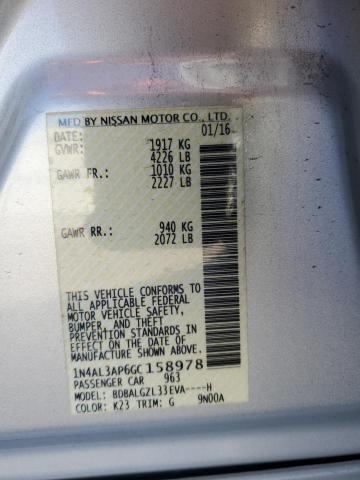 MFD BY NISSAN MOTOR CO., LTD.
DATE: 01/16
GVWR: 1917 KG
4226 LB
GAWR FR.: 1010 KG
2227 LB
GAWR RR.: 940 KG
2072 LB
THIS VEHICLE CONFORMS TO
ALL APPLICABLE FEDERAL
MOTOR VEHICLE SAFETY,
BUMPER, AND THEFT
PREVENTION STANDARDS IN
EFFECT ON THE DATE OF
MANUFACTURE SHOWN ABOVE.
1N4AL3AP6GC158978
PASSENGER CAR 963
MODEL: BDBALGZL33EVA----H
COLOR: K23 TRIM: G 9N00A